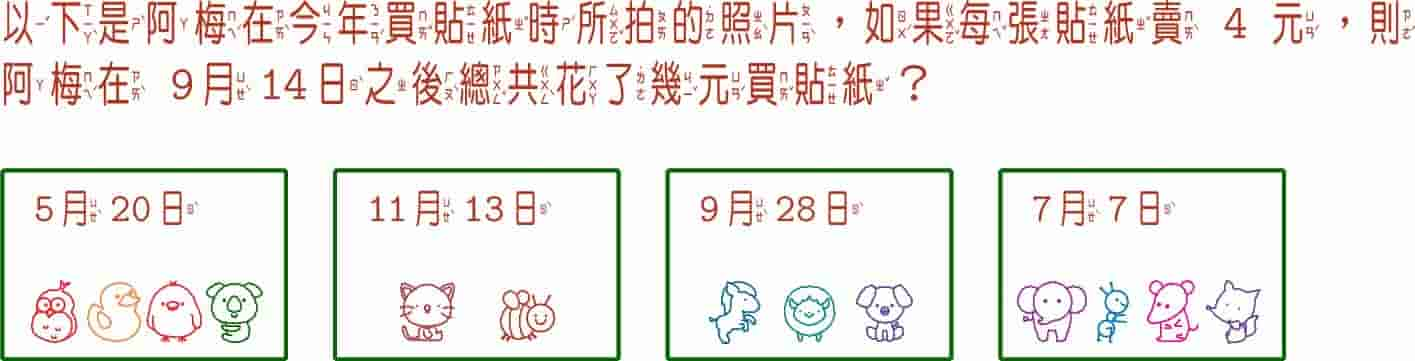 以下是阿梅在今年買貼紙時所拍的照片，如果每張貼紙賣 4 元，則
阿梅在 9月 14日之後總共花了幾元買貼紙？
5月 20日
11月 13日
9月 28日
7月 7日